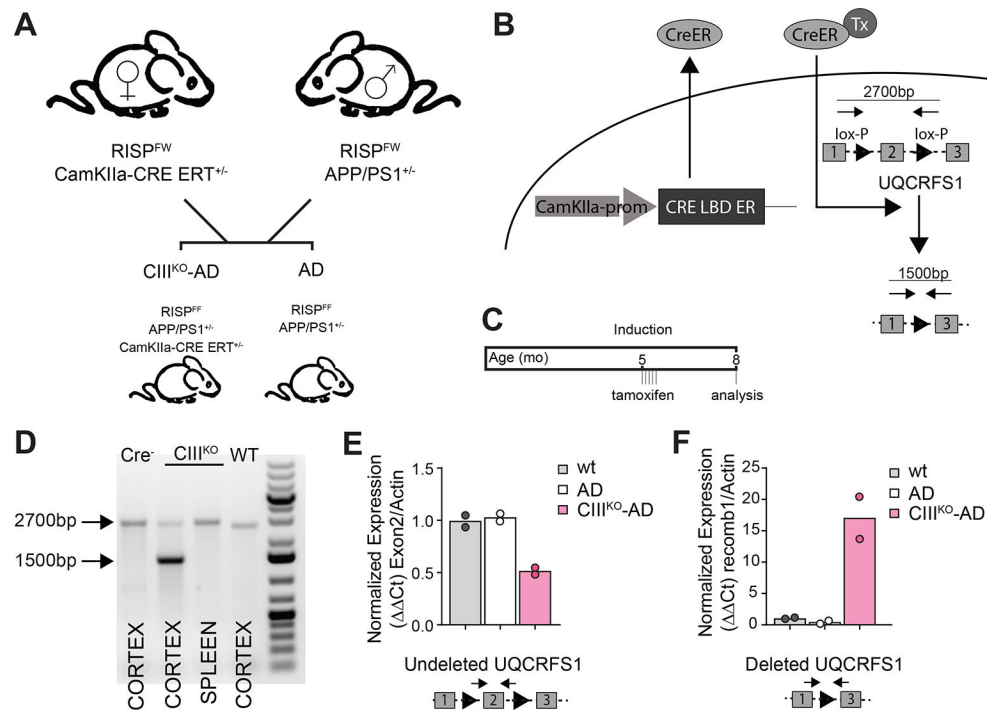 A
RISP^FW
CamKIIa-CRE ERT^+/-
RISP^FW
APP/PS1^+/-
CIII^KO-AD
AD
RISP^FF
APP/PS1^+/-
CamKIIa-CRE ERT^+/-
RISP^FF
APP/PS1^+/-
B
CreER
CreER
Tx
2700bp
lox-P
lox-P
1
2
3
UQCRFS1
CamKIIa-prom
CRE LBD ER
1500bp
1
3
C
Induction
Age (mo)
5
8
tamoxifen
analysis
D
Cre^-
CIII^KO
WT
2700bp
1500bp
CORTEX
CORTEX
SPLEEN
CORTEX
E
Normalized Expression
(ΔΔCt) Exon2/Actin
1.5
1.0
0.5
0.0
wt
AD
CIII^KO-AD
Undeleted UQCRFS1
1
2
3
F
Normalized Expression
(ΔΔCt) recomb1/Actin
25
20
15
10
5
0
wt
AD
CIII^KO-AD
Deleted UQCRFS1
1
3